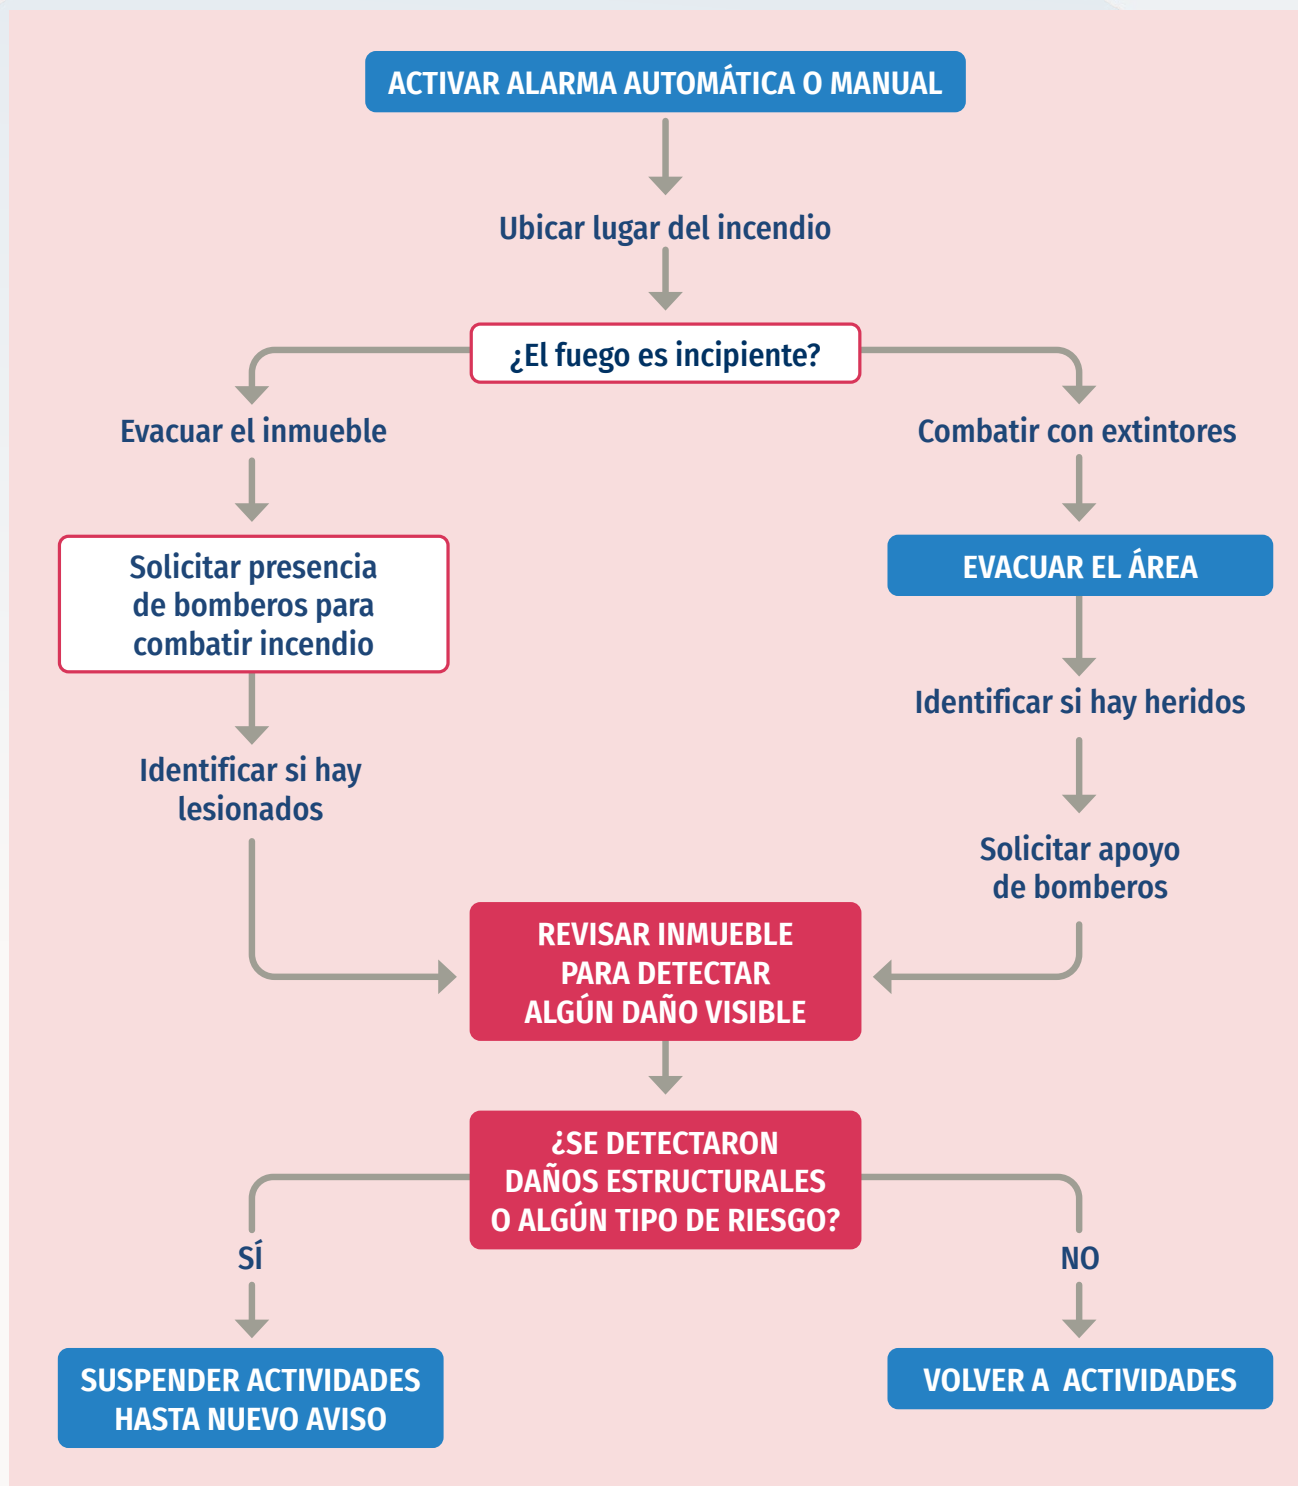 ACTIVAR ALARMA AUTOMÁTICA O MANUAL
Ubicar lugar del incendio
¿El fuego es incipiente?
Evacuar el inmueble
Combatir con extintores
Solicitar presencia
de bomberos para
combatir incendio
EVACUAR EL ÁREA
Identificar si hay heridos
Identificar si hay
lesionados
Solicitar apoyo
de bomberos
REVISAR INMUEBLE
PARA DETECTAR
ALGÚN DAÑO VISIBLE
¿SE DETECTARON
DAÑOS ESTRUCTURALES
O ALGÚN TIPO DE RIESGO?
SÍ
NO
SUSPENDER ACTIVIDADES
HASTA NUEVO AVISO
VOLVER A ACTIVIDADES